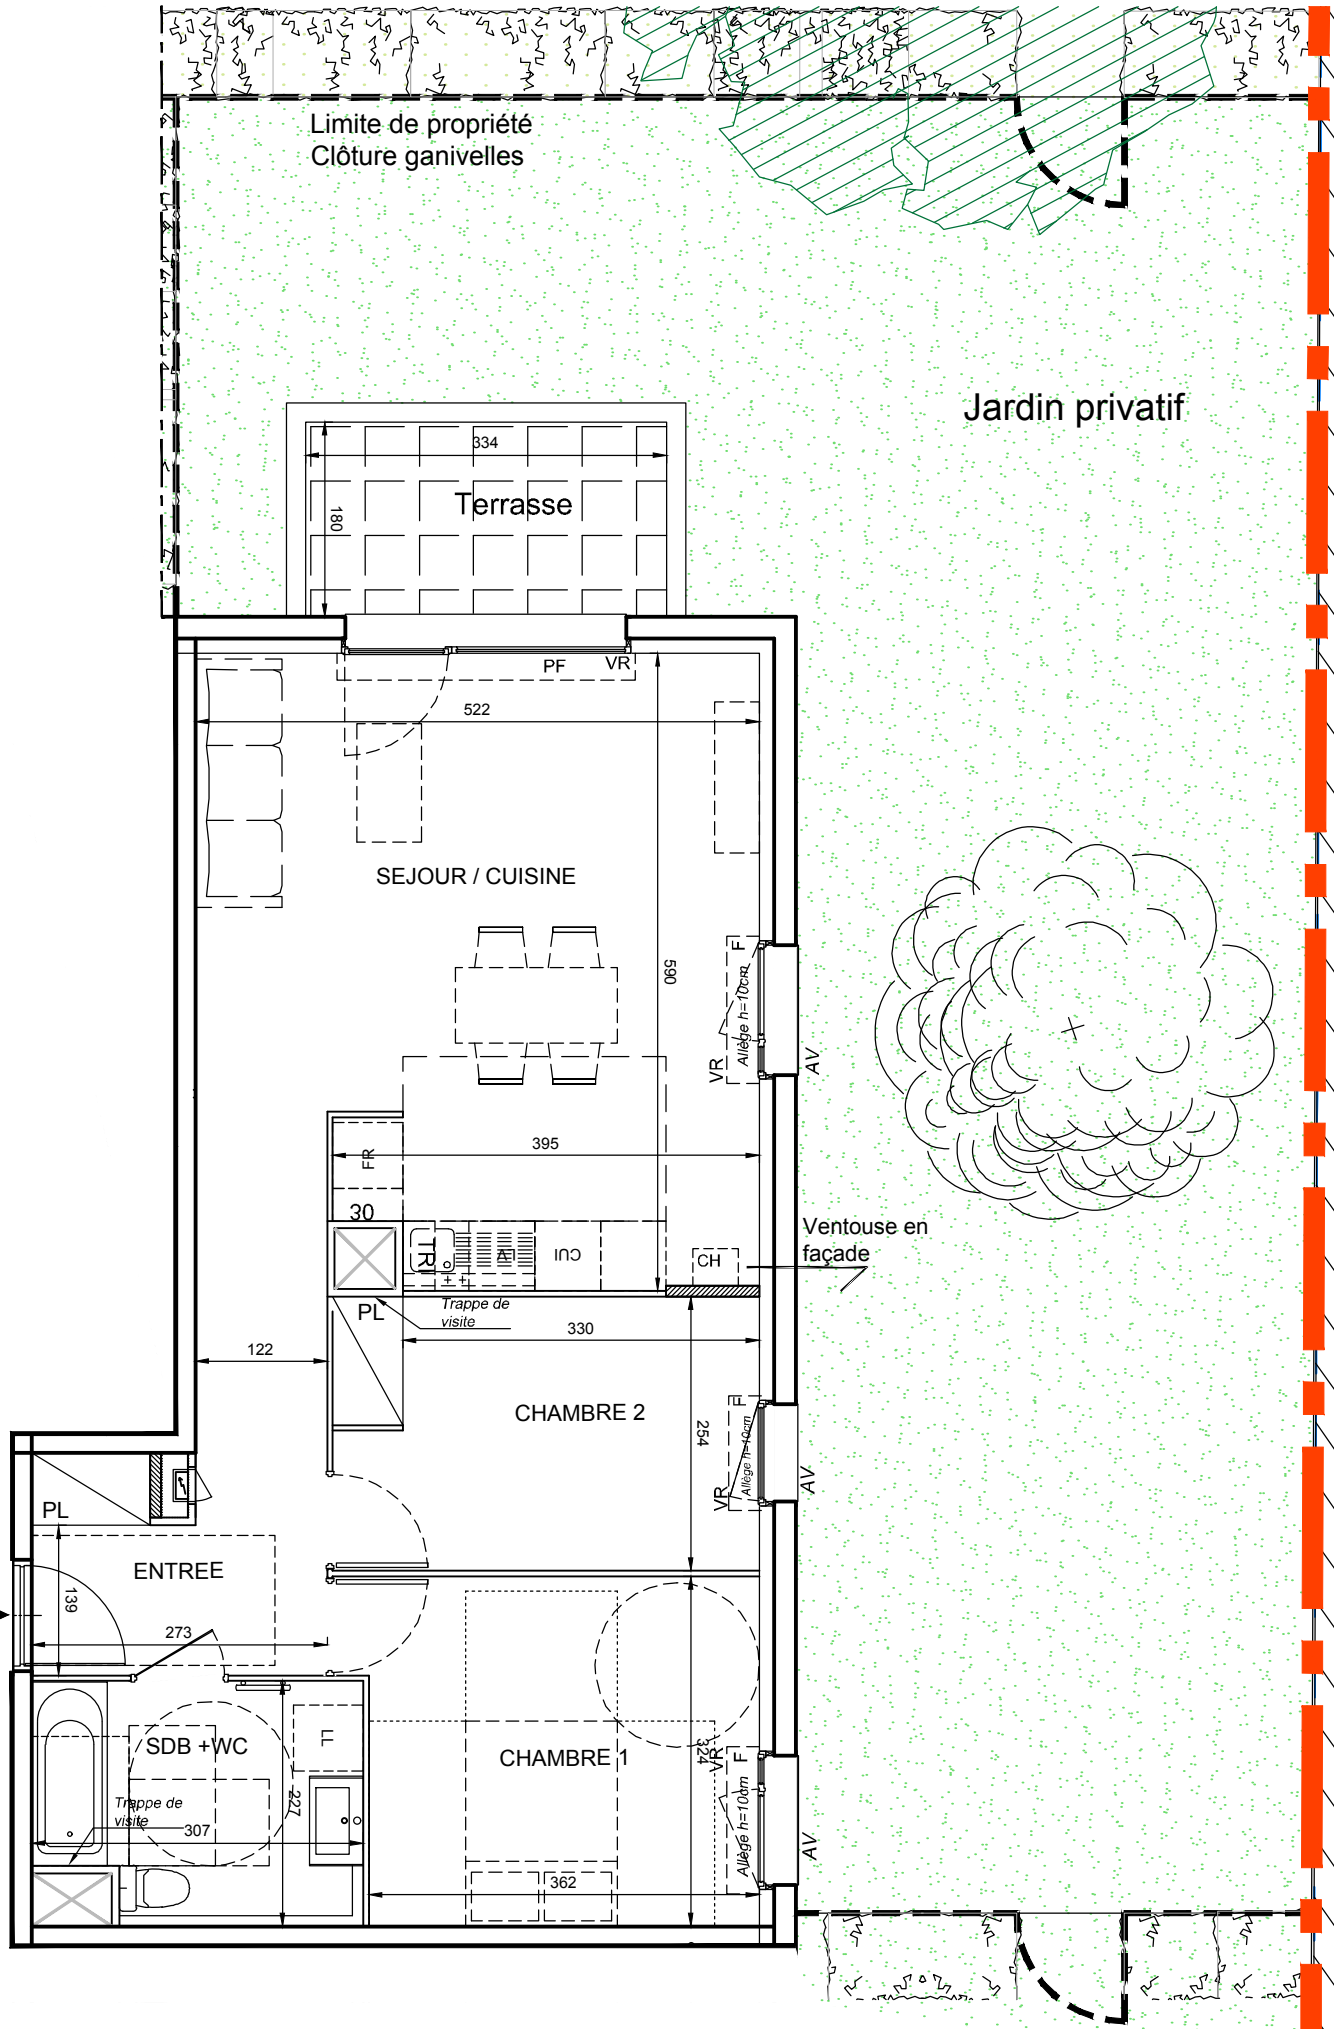 Limite de propriété
Clôture ganivelles
Jardin privatif
334
Terrasse
180
PF
VR
522
SEJOUR / CUISINE
590
F
Allège h=10cm
VR
AV
395
FR
30
TRI
LV
CUI
CH
Ventouse en
façade
PL
Trappe de
visite
330
122
CHAMBRE 2
254
F
Allège h=10cm
VR
AV
PL
ENTREE
139
273
SDB +WC
LL
CHAMBRE 1
324
VR
F
Allège h=10cm
AV
Trappe de
visite
227
307
362